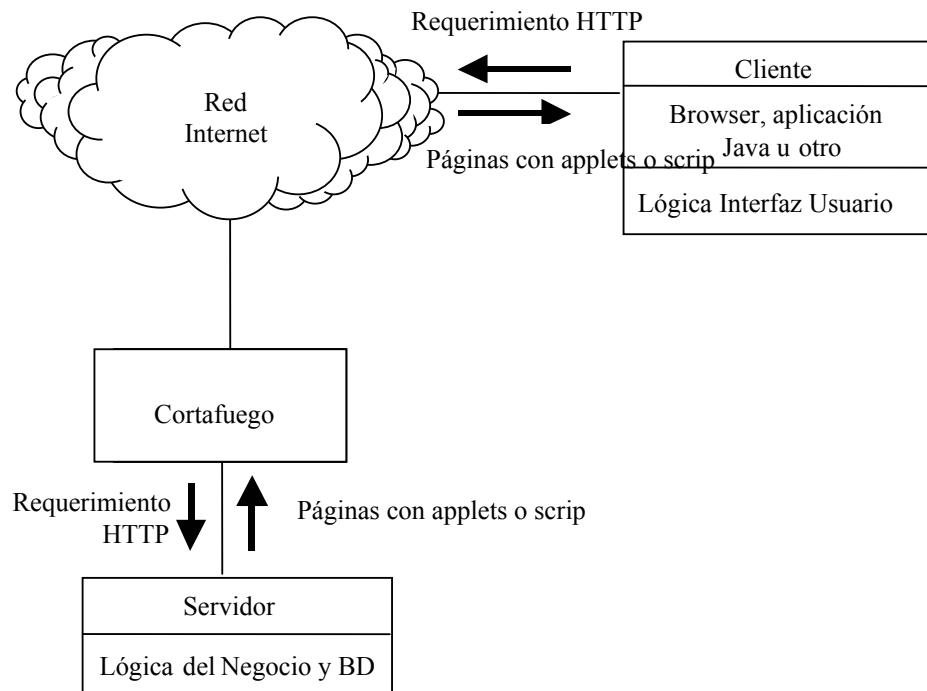 Requerimiento HTTP
Red
Internet
Cliente
Browser, aplicación
Java u otro
Páginas con applets o scrip
Lógica Interfaz Usuario
Cortafuego
Requerimiento
HTTP
Páginas con applets o scrip
Servidor
Lógica del Negocio y BD